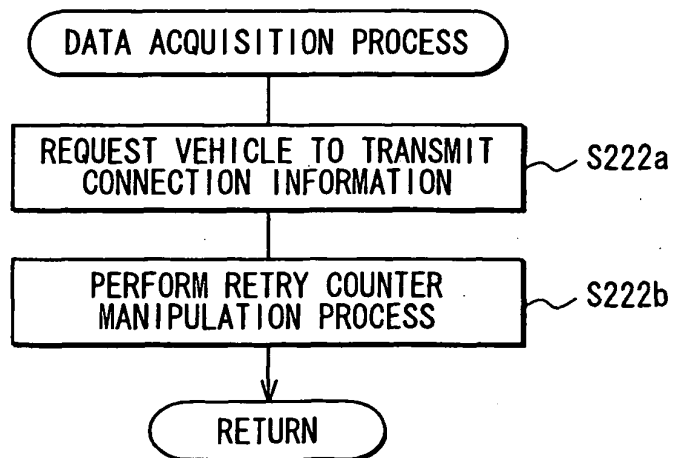 DATA ACQUISITION PROCESS
REQUEST VEHICLE TO TRANSMIT
CONNECTION INFORMATION
S222a
PERFORM RETRY COUNTER
MANIPULATION PROCESS
S222b
RETURN